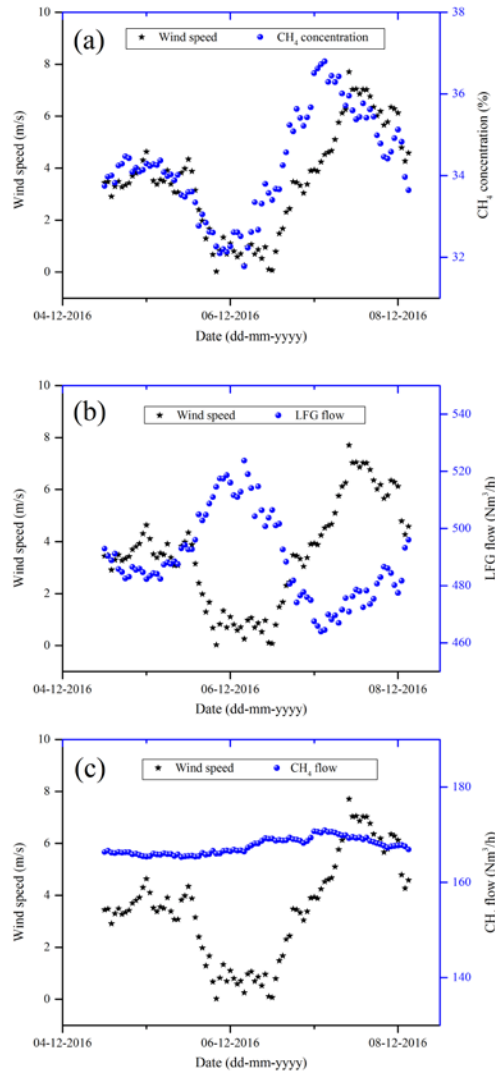 (a)
Wind speed
CH₄ concentration
Wind speed (m/s)
10
8
6
4
2
0
38
36
34
32
CH₄ concentration (%)
04-12-2016
06-12-2016
08-12-2016
Date (dd-mm-yyyy)
(b)
Wind speed
LFG flow
Wind speed (m/s)
10
8
6
4
2
0
540
520
500
480
460
LFG flow (Nm³/h)
04-12-2016
06-12-2016
08-12-2016
Date (dd-mm-yyyy)
(c)
Wind speed
CH₄ flow
Wind speed (m/s)
10
8
6
4
2
0
180
160
140
CH₄ flow (Nm³/h)
04-12-2016
06-12-2016
08-12-2016
Date (dd-mm-yyyy)